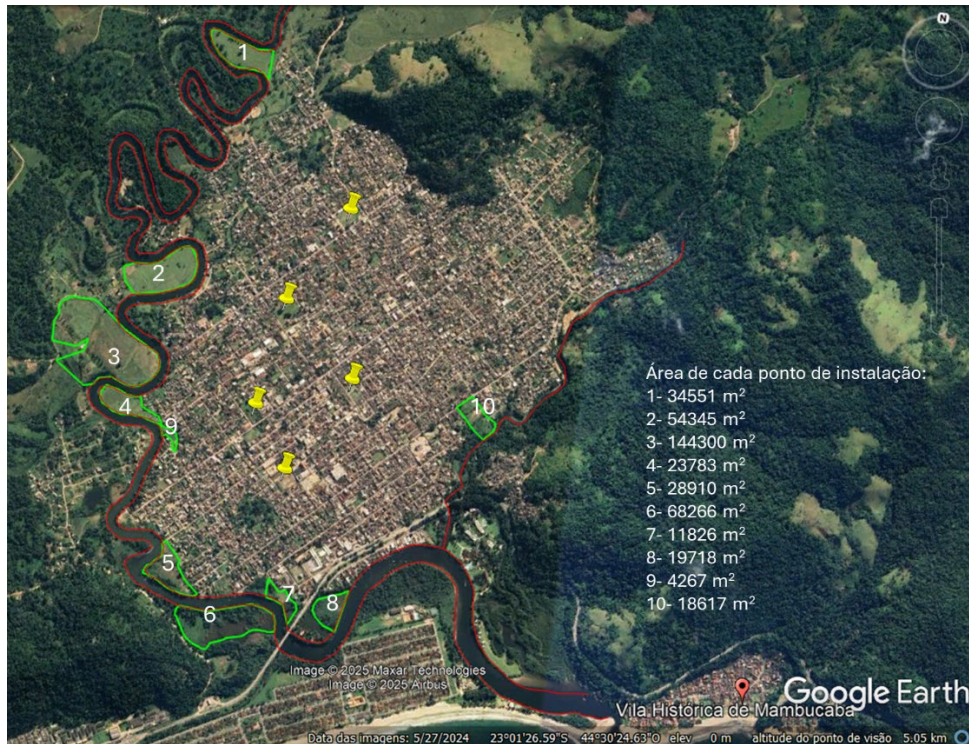 N
1
2
3
4
9
10
5
6
7
8
Área de cada ponto de instalação:
1- 34551 m²
2- 54345 m²
3- 144300 m²
4- 23783 m²
5- 28910 m²
6- 68266 m²
7- 11826 m²
8- 19718 m²
9- 4267 m²
10- 18617 m²
Image © 2025 Maxar Technologies
Image © 2025 Airbus
Google Earth
Vila Histórica de Mambucaba
Data das imagens: 5/27/2024 23°01'26.59"S 44°30'24.63"O elev 0 m altitude do ponto de visão 5.05 km